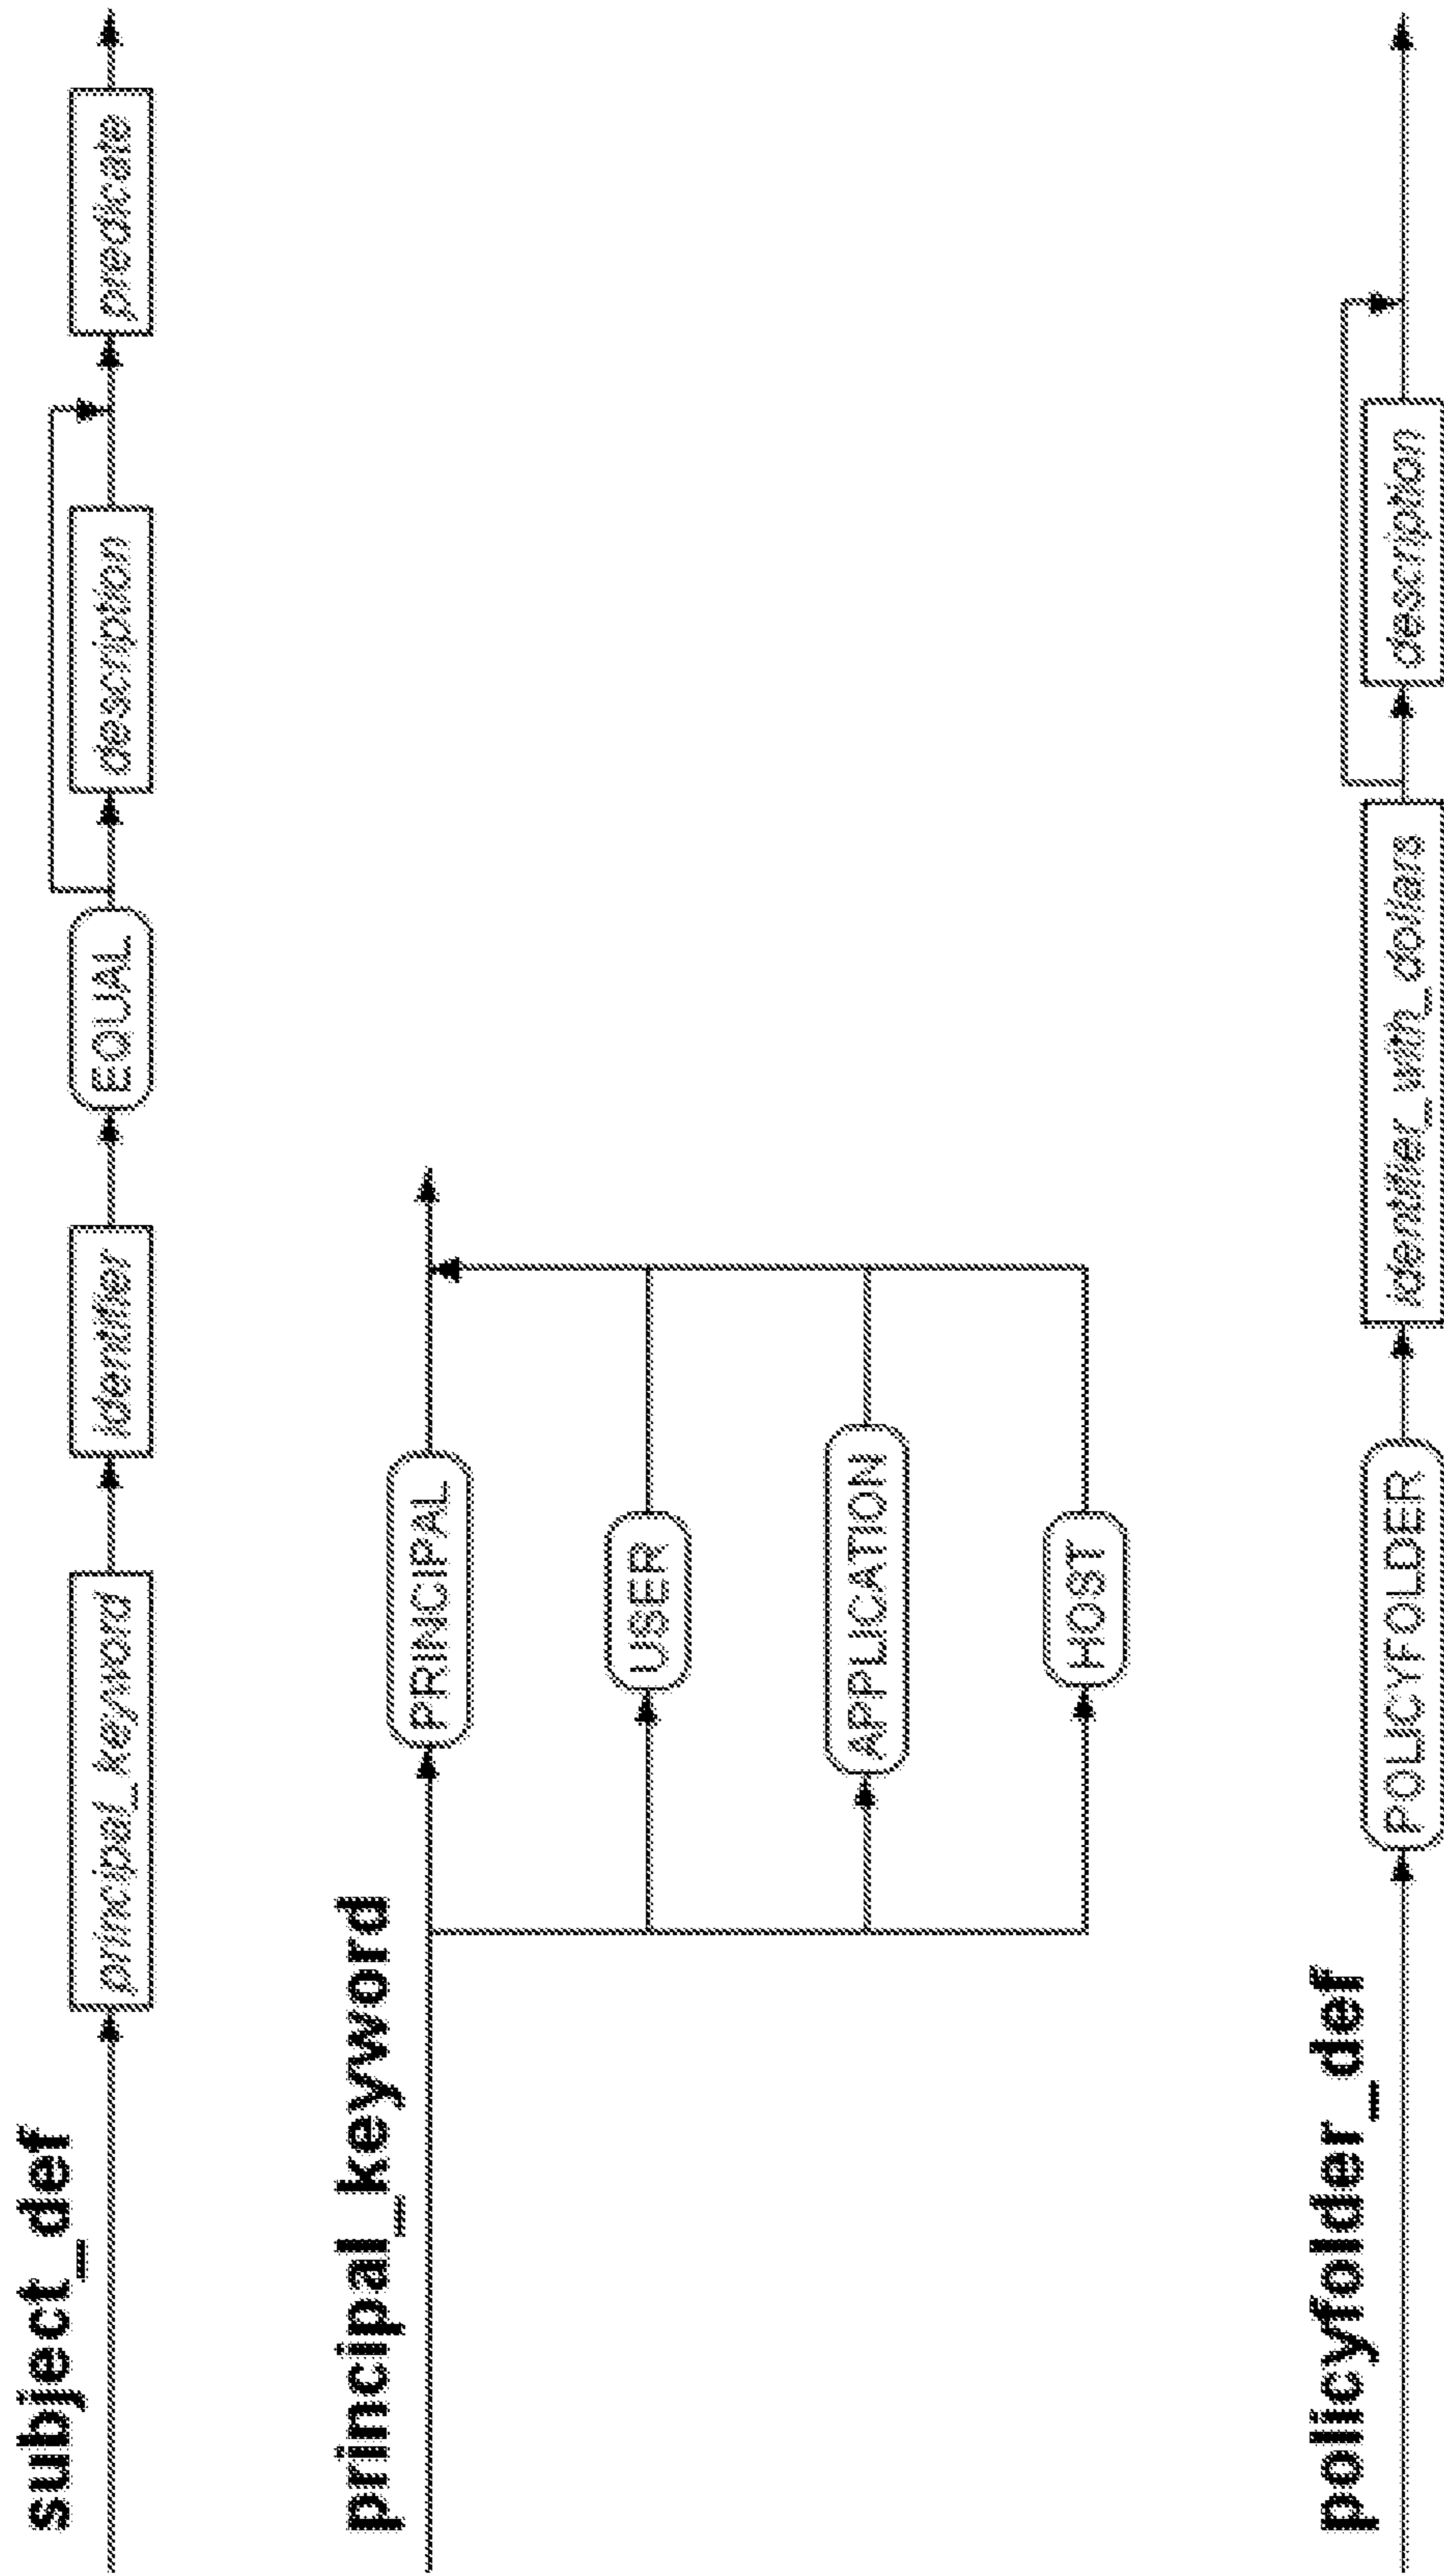 subject_def
principal_keyword identifier EQUAL description predicate
principal_keyword
PRINCIPAL
USER
APPLICATION
HOST
policyfolder_def
POLICYFOLDER identifier_with_dollars description